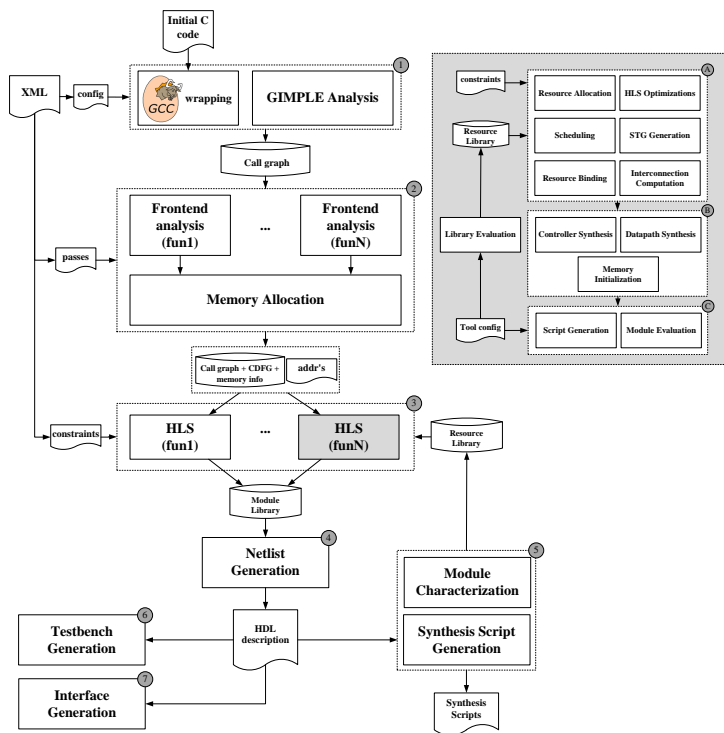 Initial C
code
1
XML
config
GCC
wrapping
GIMPLE Analysis
Call graph
2
Frontend
analysis
(fun1)
...
Frontend
analysis
(funN)
passes
Memory Allocation
Call graph + CDFG +
memory info
addr's
3
constraints
HLS
(fun1)
...
HLS
(funN)
Resource
Library
Module
Library
4
Netlist
Generation
5
Module
Characterization
Synthesis Script
Generation
6
Testbench
Generation
HDL
description
7
Interface
Generation
Synthesis
Scripts
A
constraints
Resource Allocation
HLS Optimizations
Resource
Library
Scheduling
STG Generation
Resource Binding
Interconnection
Computation
B
Library Evaluation
Controller Synthesis
Datapath Synthesis
Memory
Initialization
C
Tool config
Script Generation
Module Evaluation